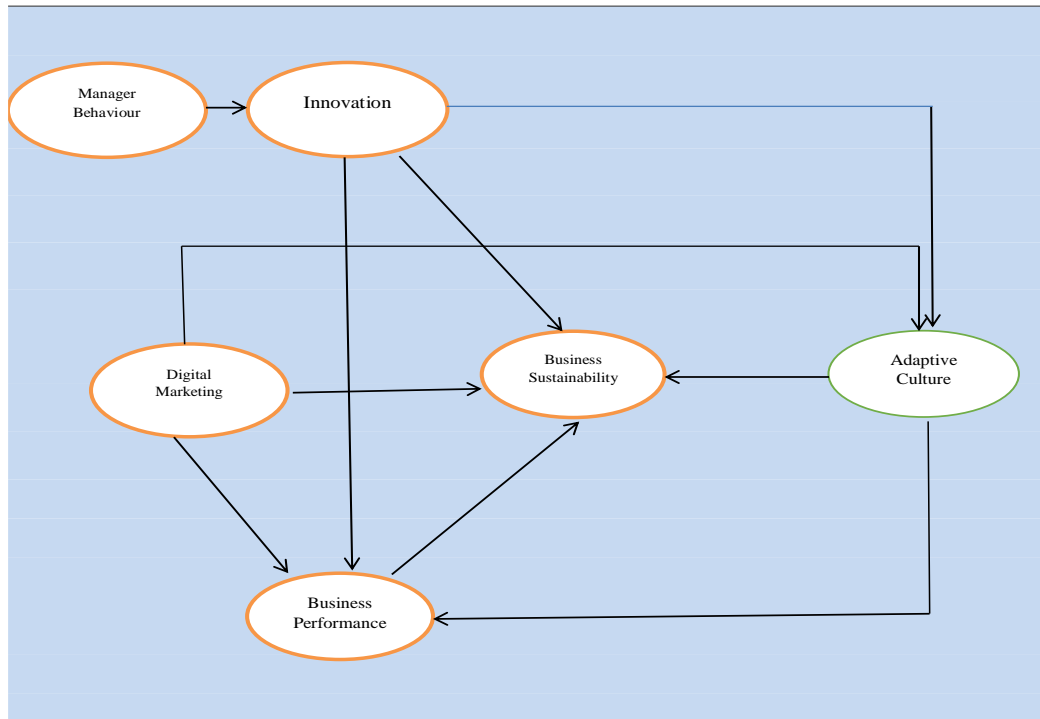 Manager
Behaviour
Innovation
Digital
Marketing
Business
Sustainability
Adaptive
Culture
Business
Performance